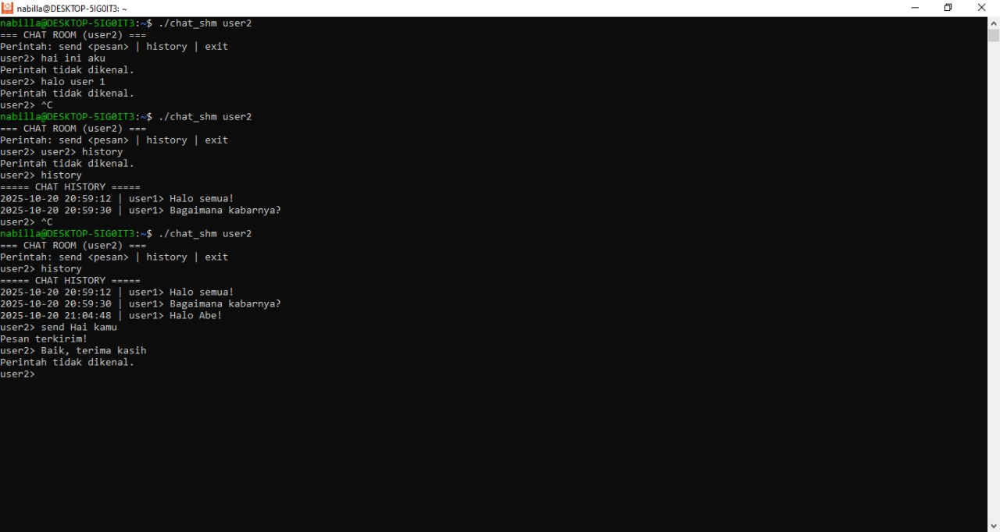 nabilla@DESKTOP-5IG0IT3: ~
nabilla@DESKTOP-5IG0IT3:~$ ./chat_shm user2
=== CHAT ROOM (user2) ===
Perintah: send <pesan> | history | exit
user2> hai ini aku
Perintah tidak dikenal.
user2> halo user 1
Perintah tidak dikenal.
user2> ^C
nabilla@DESKTOP-5IG0IT3:~$ ./chat_shm user2
=== CHAT ROOM (user2) ===
Perintah: send <pesan> | history | exit
user2> user2> history
Perintah tidak dikenal.
user2> history
===== CHAT HISTORY =====
2025-10-20 20:59:12 | user1> Halo semua!
2025-10-20 20:59:30 | user1> Bagaimana kabarnya?
user2> ^C
nabilla@DESKTOP-5IG0IT3:~$ ./chat_shm user2
=== CHAT ROOM (user2) ===
Perintah: send <pesan> | history | exit
user2> history
===== CHAT HISTORY =====
2025-10-20 20:59:12 | user1> Halo semua!
2025-10-20 20:59:30 | user1> Bagaimana kabarnya?
2025-10-20 21:04:48 | user1> Halo Abe!
user2> send Hai kamu
Pesan terkirim!
user2> Baik, terima kasih
Perintah tidak dikenal.
user2>